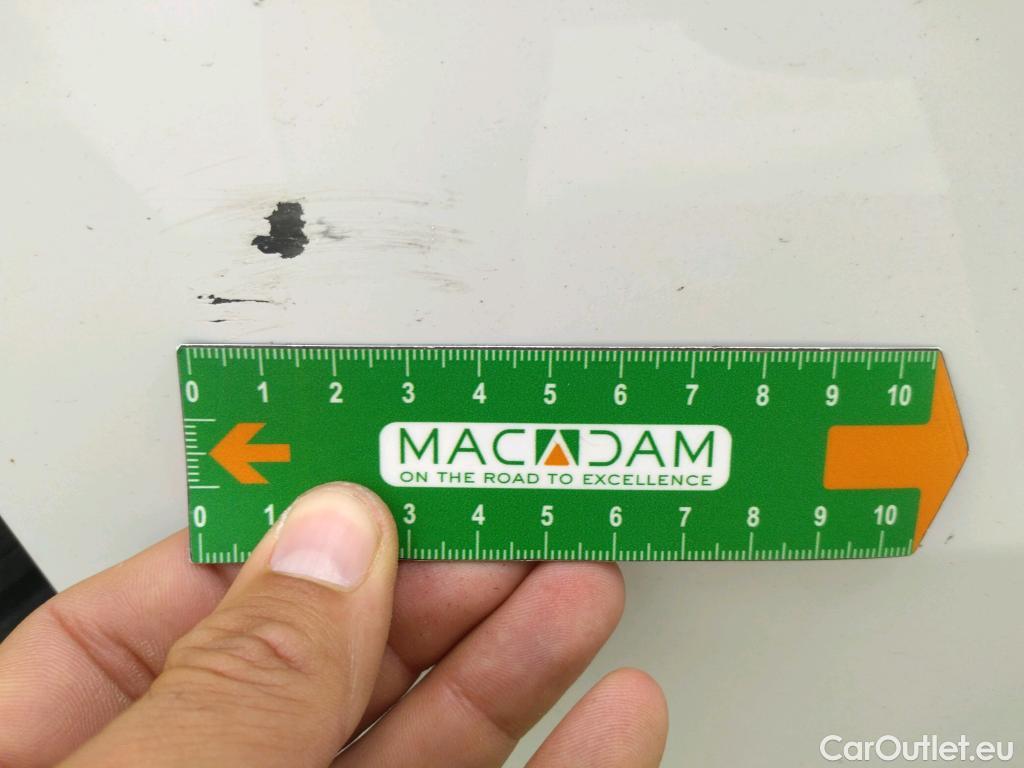 0 1 2 3 4 5 6 7 8 9 10
MACADAM
ON THE ROAD TO EXCELLENCE
0 1 3 4 5 6 7 8 9 10
CarOutlet.eu